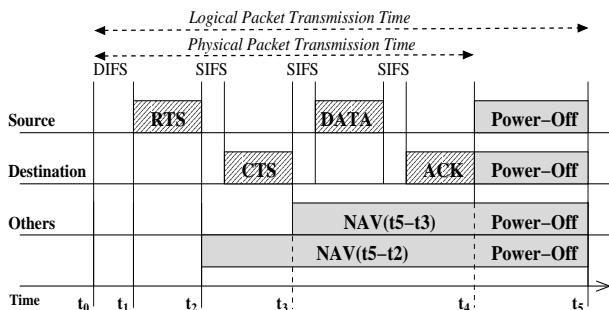 Logical Packet Transmission Time
Physical Packet Transmission Time
DIFS SIFS SIFS SIFS
Source RTS DATA Power-Off
Destination CTS ACK Power-Off
Others NAV(t5-t3) Power-Off
NAV(t5-t2) Power-Off
Time t0 t1 t2 t3 t4 t5